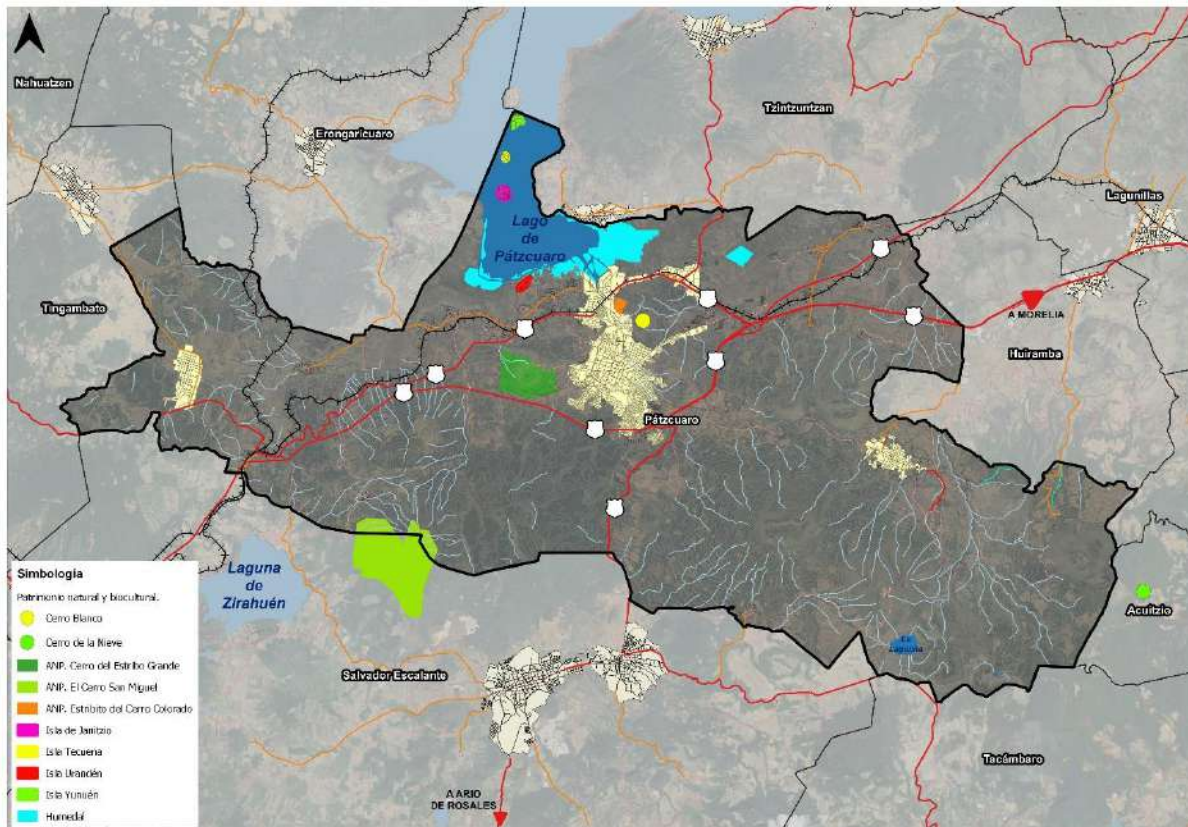 Nahuatzen
Erongarícuaro
Tzintzuntzan
Lagunillas
Lago
de
Pátzcuaro
Tingambato
A MORELIA
Huiramba
Pátzcuaro
Laguna
de
Zirahuén
Acuitzio
La
Laguna
Salvador Escalante
Tacámbaro
A ARIO
DE ROSALES
Simbología
Patrimonio natural y biocultural.
Cerro Blanco
Cerro de la Nieve
ANP. Cerro del Estribo Grande
ANP. El Cerro San Miguel
ANP. Estribito del Cerro Colorado
Isla de Janitzio
Isla Tecuena
Isla Urandén
Isla Yunuén
Humedal